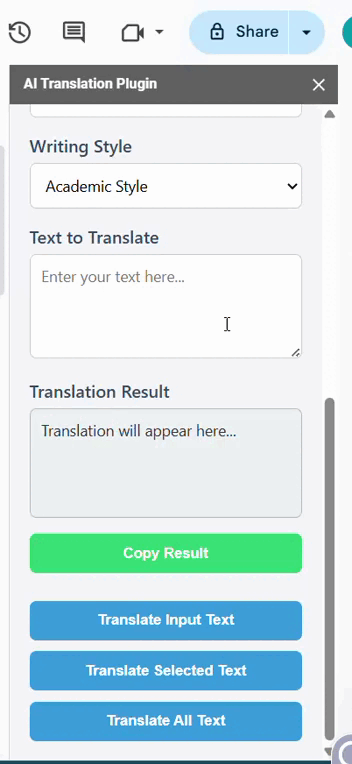 Share
AI Translation Plugin
Writing Style
Academic Style
Text to Translate
Enter your text here...
Translation Result
Translation will appear here...
Copy Result
Translate Input Text
Translate Selected Text
Translate All Text